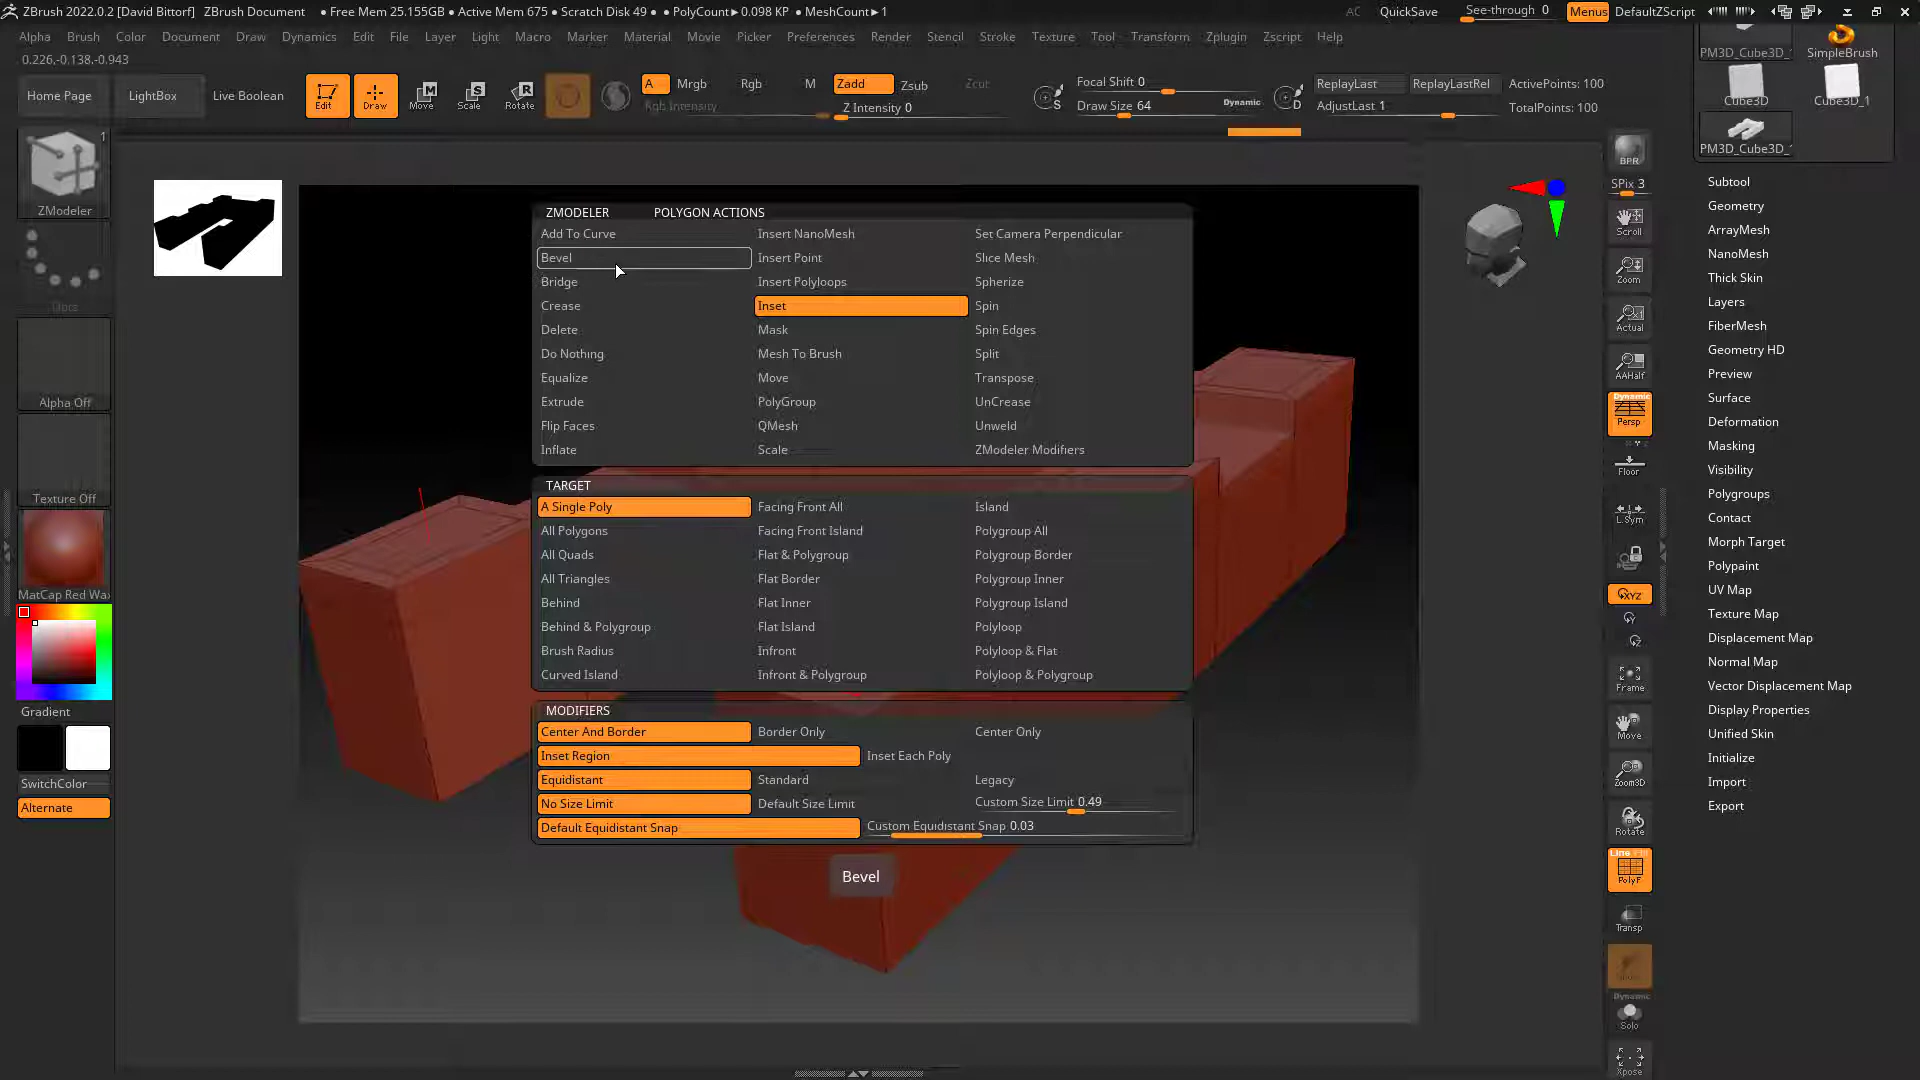 ZBrush 2022.0.2 [David Bittorf] ZBrush Document • Free Mem 25.155GB • Active Mem 675 • Scratch Disk 49 • PolyCount► 0.098 KP • MeshCount► 1 AC QuickSave See-through 0 Menus DefaultZScript
Alpha Brush Color Document Draw Dynamics Edit File Layer Light Macro Marker Material Movie Picker Preferences Render Stencil Stroke Texture Tool Transform Zplugin Zscript Help
0.226,-0.138,-0.943
Home Page LightBox Live Boolean
Edit Draw Move Scale Rotate
A Mrgb Rgb M Zadd Zsub Zcut
Rgb Intensity Z Intensity 0
Focal Shift 0
Draw Size 64 Dynamic
S D
ReplayLast ReplayLastRel ActivePoints: 100
AdjustLast 1 TotalPoints: 100
PM3D_Cube3D_1 SimpleBrush
Cube3D Cube3D_1
PM3D_Cube3D_1
1
ZModeler
Dots
Alpha Off
Texture Off
MatCap Red Wax
Gradient
SwitchColor
Alternate
ZMODELER POLYGON ACTIONS
Add To Curve Insert NanoMesh Set Camera Perpendicular
Bevel Insert Point Slice Mesh
Bridge Insert Polyloops Spherize
Crease Inset Spin
Delete Mask Spin Edges
Do Nothing Mesh To Brush Split
Equalize Move Transpose
Extrude PolyGroup UnCrease
Flip Faces QMesh Unweld
Inflate Scale ZModeler Modifiers
TARGET
A Single Poly Facing Front All Island
All Polygons Facing Front Island Polygroup All
All Quads Flat & Polygroup Polygroup Border
All Triangles Flat Border Polygroup Inner
Behind Flat Inner Polygroup Island
Behind & Polygroup Flat Island Polyloop
Brush Radius Infront Polyloop & Flat
Curved Island Infront & Polygroup Polyloop & Polygroup
MODIFIERS
Center And Border Border Only Center Only
Inset Region Inset Each Poly
Equidistant Standard Legacy
No Size Limit Default Size Limit Custom Size Limit 0.49
Default Equidistant Snap Custom Equidistant Snap 0.03
Bevel
BPR
SPix 3
Scroll
Zoom
Actual
AAHalf
Dynamic
Persp
Floor
L.Sym
XYZ
Y
Z
Frame
Move
Zoom3D
Rotate
Line Fill
PolyF
Transp
Dynamic
Solo
Xpose
Subtool
Geometry
ArrayMesh
NanoMesh
Thick Skin
Layers
FiberMesh
Geometry HD
Preview
Surface
Deformation
Masking
Visibility
Polygroups
Contact
Morph Target
Polypaint
UV Map
Texture Map
Displacement Map
Normal Map
Vector Displacement Map
Display Properties
Unified Skin
Initialize
Import
Export